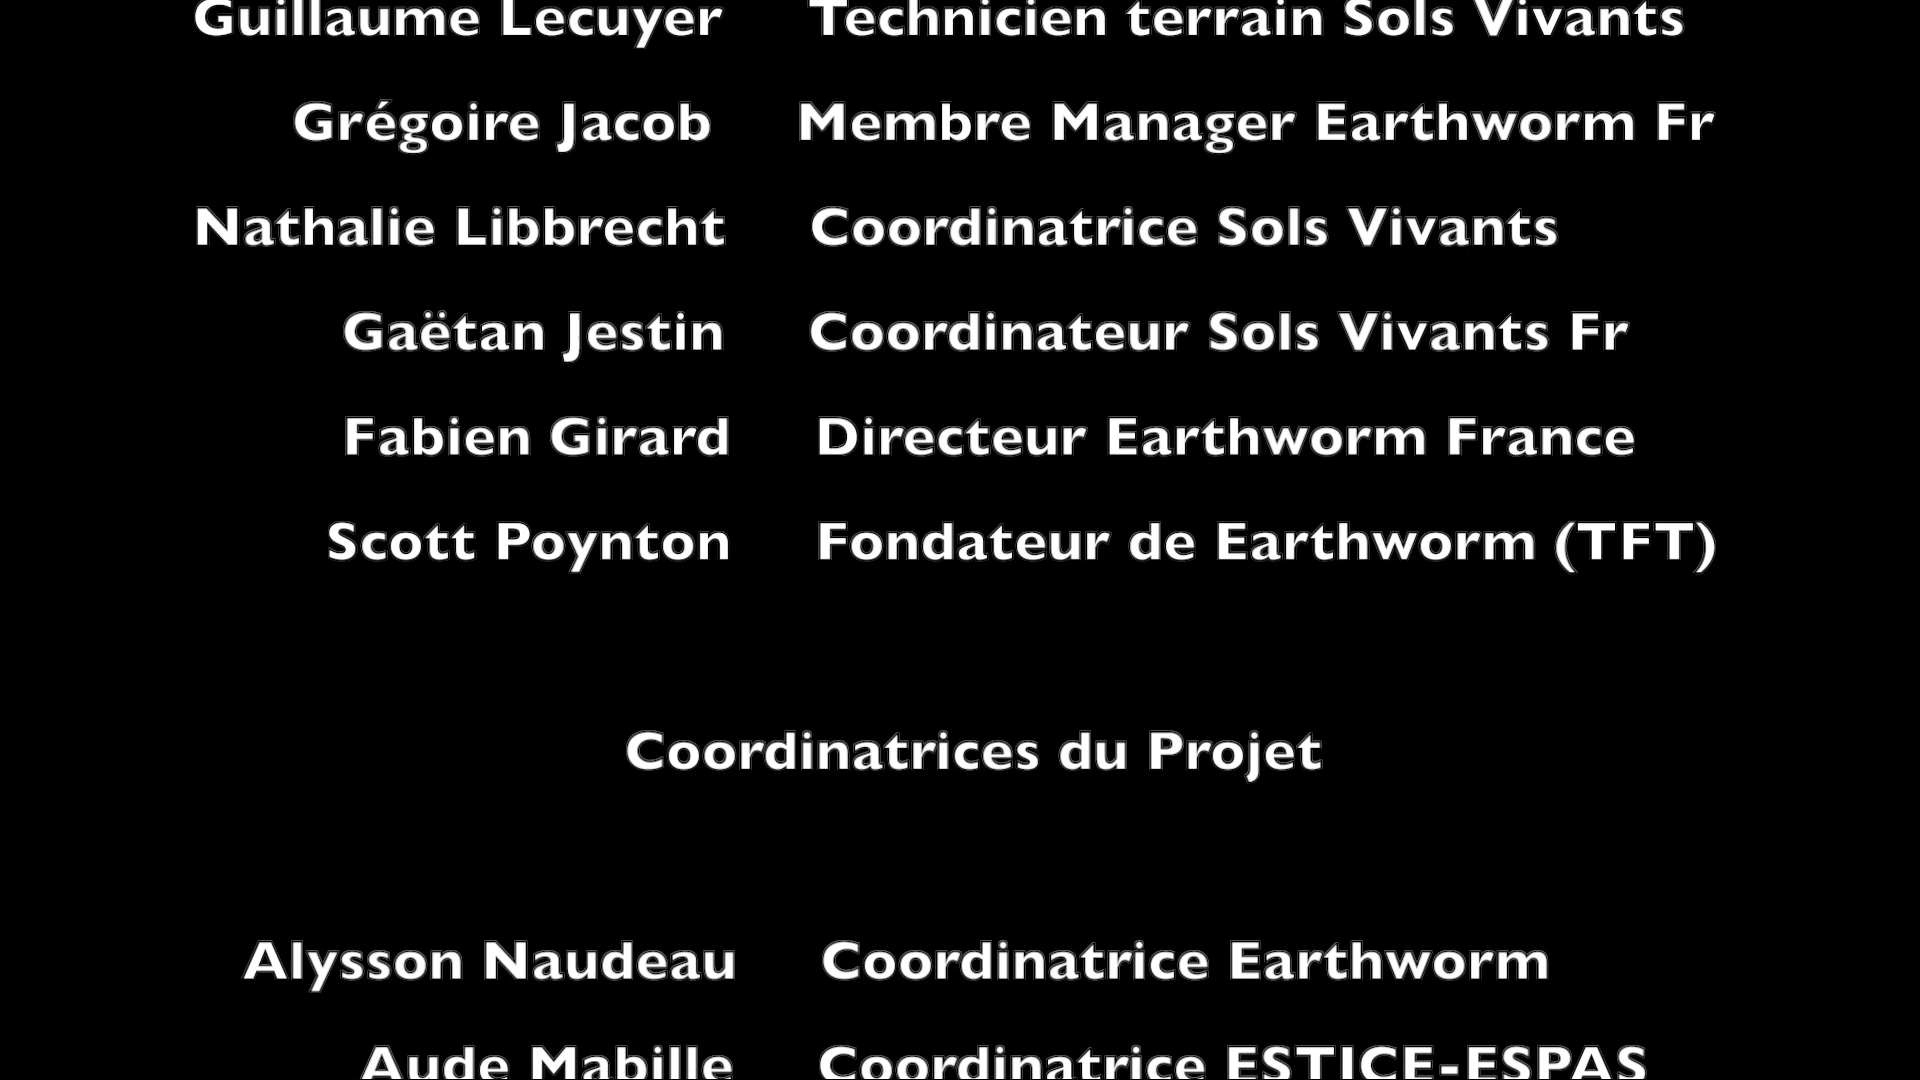 Guillaume Lecuyer Technicien terrain Sols Vivants
Grégoire Jacob Membre Manager Earthworm Fr
Nathalie Libbrecht Coordinatrice Sols Vivants
Gaëtan Jestin Coordinateur Sols Vivants Fr
Fabien Girard Directeur Earthworm France
Scott Poynton Fondateur de Earthworm (TFT)
Coordinatrices du Projet
Alysson Naudeau Coordinatrice Earthworm
Aude Mabille Coordinatrice ESTICE-ESPAS